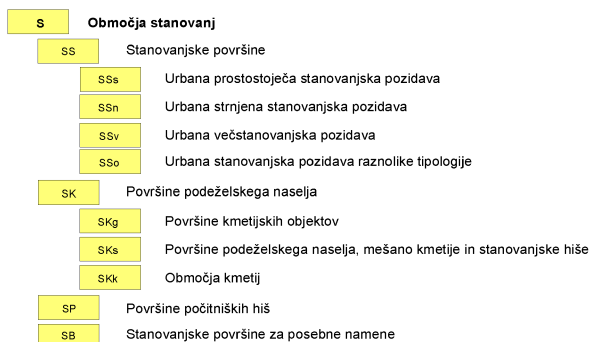 S Območja stanovanj
SS Stanovanjske površine
SSs Urbana prostostoječa stanovanjska pozidava
SSn Urbana strnjena stanovanjska pozidava
SSv Urbana večstanovanjska pozidava
SSo Urbana stanovanjska pozidava raznolike tipologije
SK Površine podeželskega naselja
SKg Površine kmetijskih objektov
SKs Površine podeželskega naselja, mešano kmetije in stanovanjske hiše
SKk Območja kmetij
SP Površine počitniških hiš
SB Stanovanjske površine za posebne namene